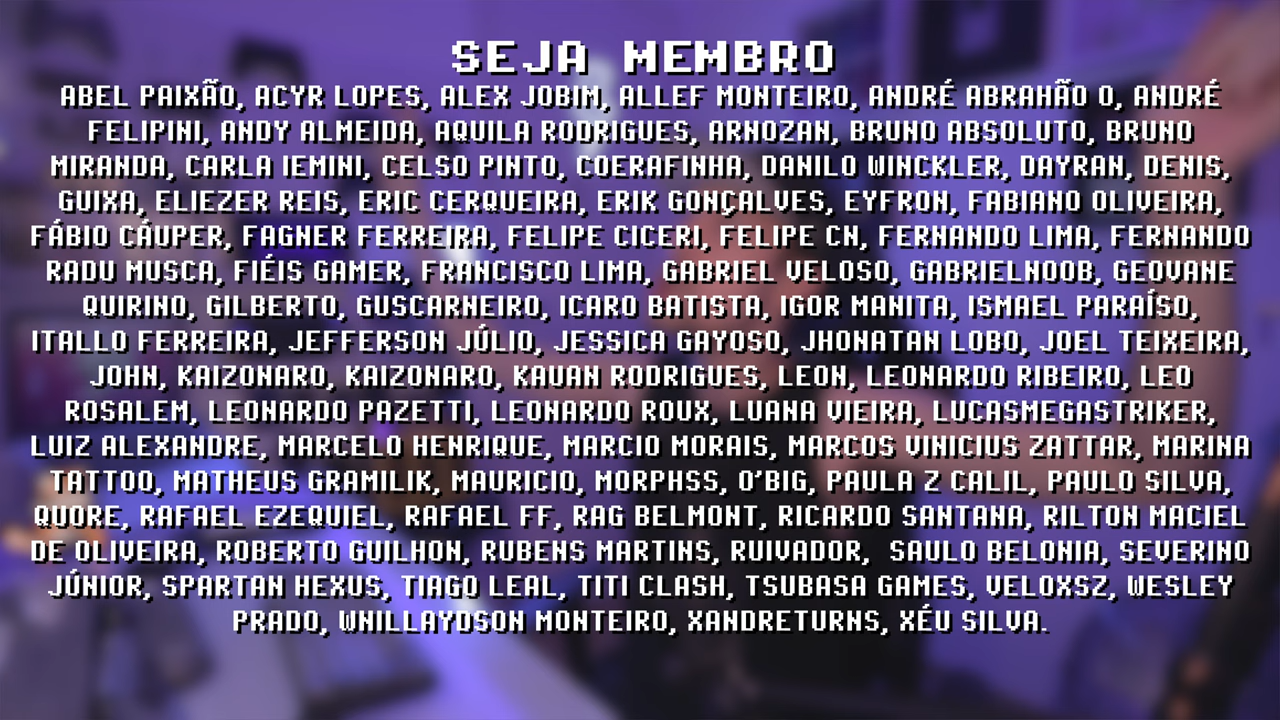 SEJA MEMBRO
ABEL PAIXÃO, ACYR LOPES, ALEX JOBIM, ALLEF MONTEIRO, ANDRÉ ABRAHÃO O, ANDRÉ
FELIPINI, ANDY ALMEIDA, AQUILA RODRIGUES, ARNOZAN, BRUNO ABSOLUTO, BRUNO
MIRANDA, CARLA IEMINI, CELSO PINTO, COERAFINHA, DANILO WINCKLER, DAYRAN, DENIS,
GUIXA, ELIEZER REIS, ERIC CERQUEIRA, ERIK GONÇALVES, EYFRON, FABIANO OLIVEIRA,
FÁBIO CÁUPER, FAGNER FERREIRA, FELIPE CICERI, FELIPE CN, FERNANDO LIMA, FERNANDO
RADU MUSCA, FIÉIS GAMER, FRANCISCO LIMA, GABRIEL VELOSO, GABRIELNOOB, GEOVANE
QUIRINO, GILBERTO, GUSCARNEIRO, ICARO BATISTA, IGOR MANITA, ISMAEL PARAÍSO,
ITALLO FERREIRA, JEFFERSON JÚLIO, JESSICA GAYOSO, JHONATAN LOBO, JOEL TEIXEIRA,
JOHN, KAIZONARO, KAIZONARO, KAUAN RODRIGUES, LEON, LEONARDO RIBEIRO, LEO
ROSALEM, LEONARDO PAZETTI, LEONARDO ROUX, LUANA VIEIRA, LUCASMEGASTRIKER,
LUIZ ALEXANDRE, MARCELO HENRIQUE, MARCIO MORAIS, MARCOS VINICIUS ZATTAR, MARINA
TATTOO, MATHEUS GRAMILIK, MAURICIO, MORPHSS, O'BIG, PAULA Z CALIL, PAULO SILVA,
QUORE, RAFAEL EZEQUIEL, RAFAEL FF, RAG BELMONT, RICARDO SANTANA, RILTON MACIEL
DE OLIVEIRA, ROBERTO GUILHON, RUBENS MARTINS, RUIVADOR, SAULO BELONIA, SEVERINO
JÚNIOR, SPARTAN HEXUS, TIAGO LEAL, TITI CLASH, TSUBASA GAMES, VELOXSZ, WESLEY
PRADO, WNILLAYDSON MONTEIRO, XANDRETURNS, XÉU SILVA.